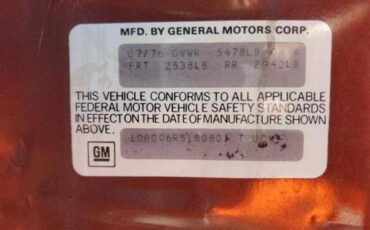 MFD. BY GENERAL MOTORS CORP.
07/76 GVWR 5478LB
FRT 2538LB RR 2940LB
THIS VEHICLE CONFORMS TO ALL APPLICABLE
FEDERAL MOTOR VEHICLE SAFETY STANDARDS
IN EFFECT ON THE DATE OF MANUFACTURE SHOWN
ABOVE.
GM